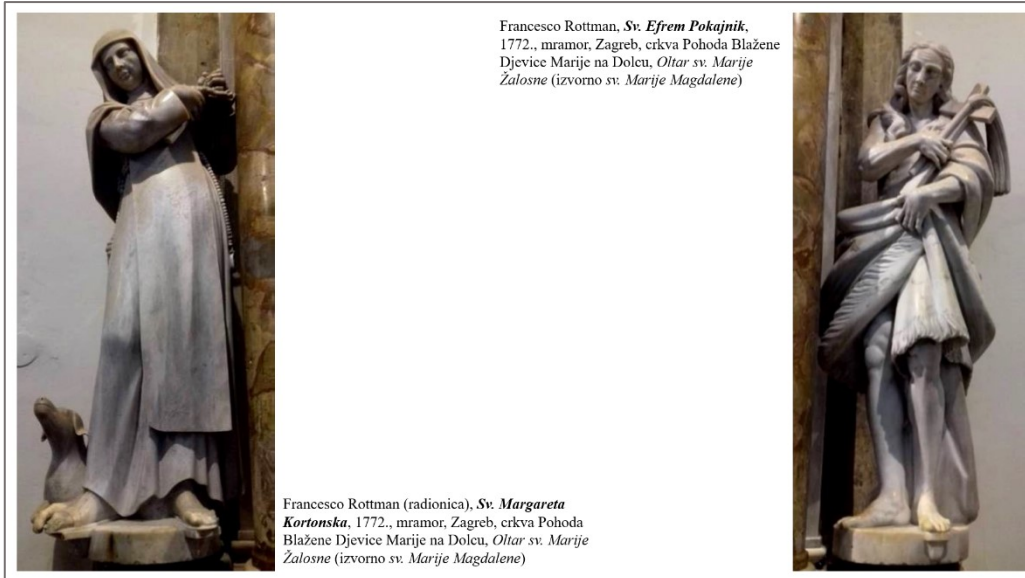 Francesco Rottman, Sv. Efrem Pokajnik,
1772., mramor, Zagreb, crkva Pohoda Blažene
Djevice Marije na Dolcu, Oltar sv. Marije
Žalosne (izvorno sv. Marije Magdalene)
Francesco Rottman (radionica), Sv. Margareta
Kortonska, 1772., mramor, Zagreb, crkva Pohoda
Blažene Djevice Marije na Dolcu, Oltar sv. Marije
Žalosne (izvorno sv. Marije Magdalene)